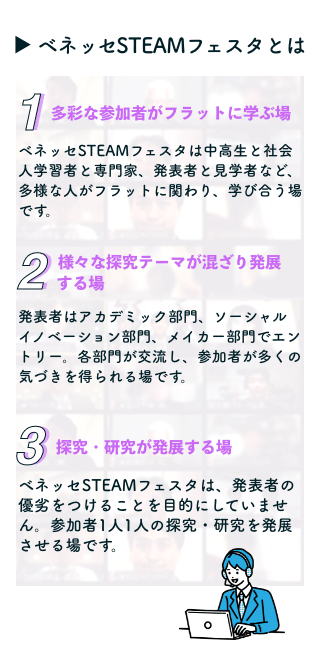 ▶ ベネッセSTEAMフェスタとは
1 多彩な参加者がフラットに学ぶ場
ベネッセSTEAMフェスタは中高生と社会
人学習者と専門家、発表者と見学者など、
多様な人がフラットに関わり、学び合う場
です。
2 様々な探究テーマが混ざり発展
する場
発表者はアカデミック部門、ソーシャル
イノベーション部門、メイカー部門でエン
トリー。各部門が交流し、参加者が多くの
気づきを得られる場です。
3 探究・研究が発展する場
ベネッセSTEAMフェスタは、発表者の
優劣をつけることを目的にしていませ
ん。参加者1人1人の探究・研究を発展
させる場です。